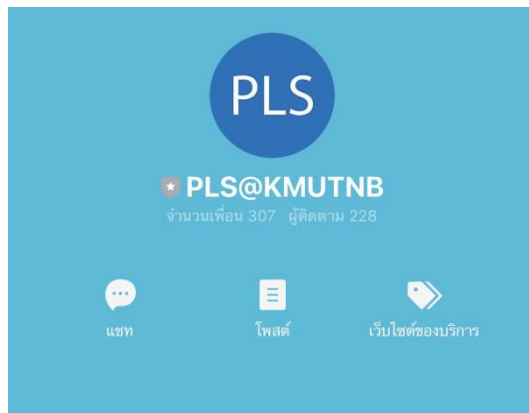 PLS
PLS@KMUTNB
จำนวนเพื่อน 307 · ผู้ติดตาม 228
แชท
โพสต์
เว็บไซต์ของบริการ